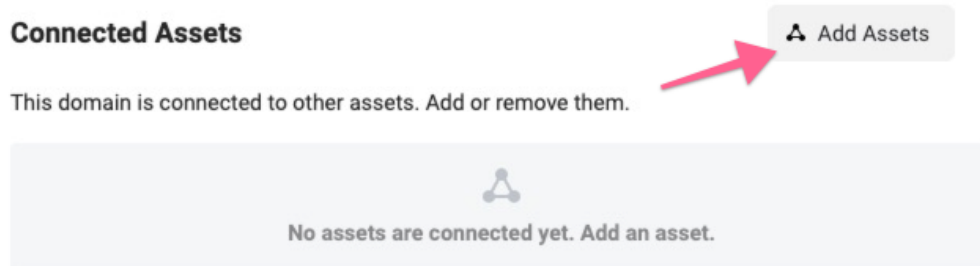 Connected Assets
Add Assets
This domain is connected to other assets. Add or remove them.
No assets are connected yet. Add an asset.